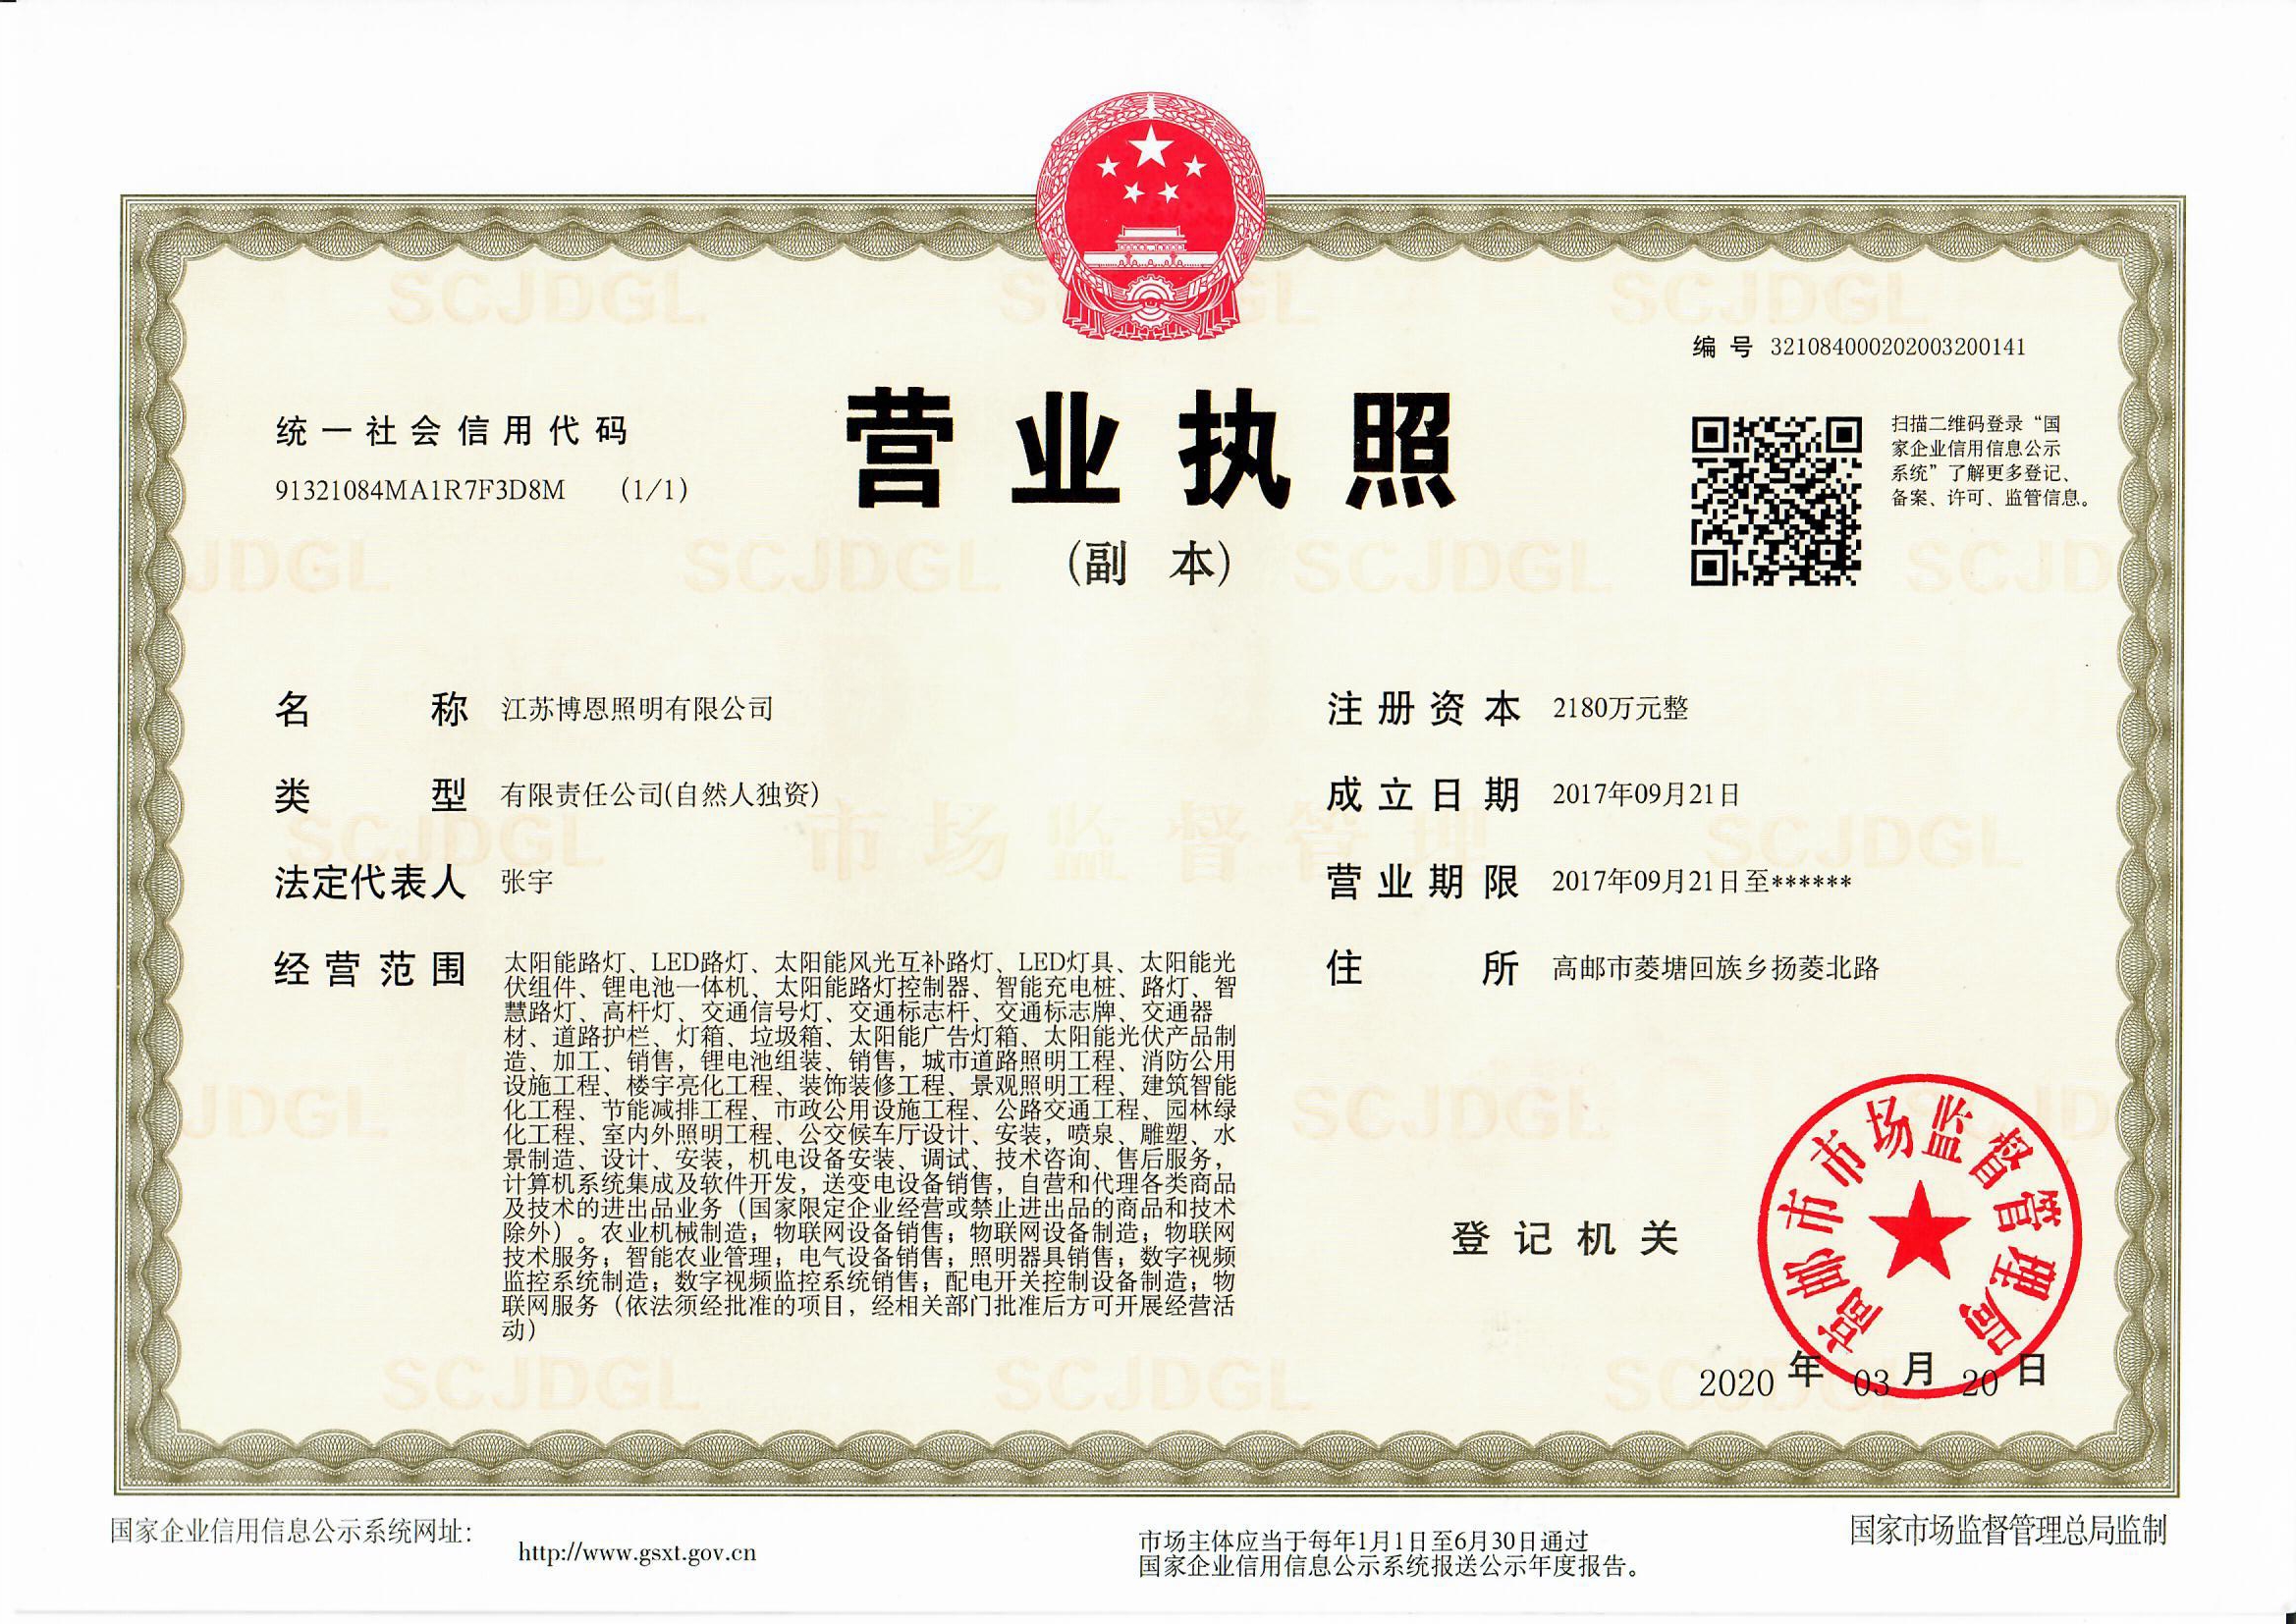 编号 321084000202003200141
统一社会信用代码
91321084MA1R7F3D8M (1/1)
营业执照
(副 本)
扫描二维码登录“国
家企业信用信息公示
系统”了解更多登记、
备案、许可、监管信息。
名称 江苏博恩照明有限公司
类型 有限责任公司(自然人独资)
法定代表人 张宇
经营范围 太阳能路灯、LED路灯、太阳能风光互补路灯、LED灯具、太阳能光
伏组件、锂电池一体机、太阳能路灯控制器、智能充电桩、路灯、智
慧路灯、高杆灯、交通信号灯、交通标志杆、交通标志牌、交通器
材、道路护栏、灯箱、垃圾箱、太阳能广告灯箱、太阳能光伏产品制
造、加工、销售，锂电池组装、销售，城市道路照明工程、消防公用
设施工程、楼宇亮化工程、装饰装修工程、景观照明工程、建筑智能
化工程、节能减排工程、市政公用设施工程、公路交通工程、园林绿
化工程、室内外照明工程、公交候车厅设计、安装，喷泉、雕塑、水
景制造、设计、安装，机电设备安装、调试、技术咨询、售后服务，
计算机系统集成及软件开发，送变电设备销售，自营和代理各类商品
及技术的进出品业务（国家限定企业经营或禁止进出品的商品和技术
除外）。农业机械制造；物联网设备销售；物联网设备制造；物联网
技术服务；智能农业管理；电气设备销售；照明器具销售；数字视频
监控系统制造；数字视频监控系统销售；配电开关控制设备制造；物
联网服务（依法须经批准的项目，经相关部门批准后方可开展经营活
动）
注册资本 2180万元整
成立日期 2017年09月21日
营业期限 2017年09月21日至******
住所 高邮市菱塘回族乡扬菱北路
登记机关
高邮市市场监督管理局
2020年03月20日
SCJDGL
市场监督管理
国家企业信用信息公示系统网址：
http://www.gsxt.gov.cn
市场主体应当于每年1月1日至6月30日通过
国家企业信用信息公示系统报送公示年度报告。
国家市场监督管理总局监制